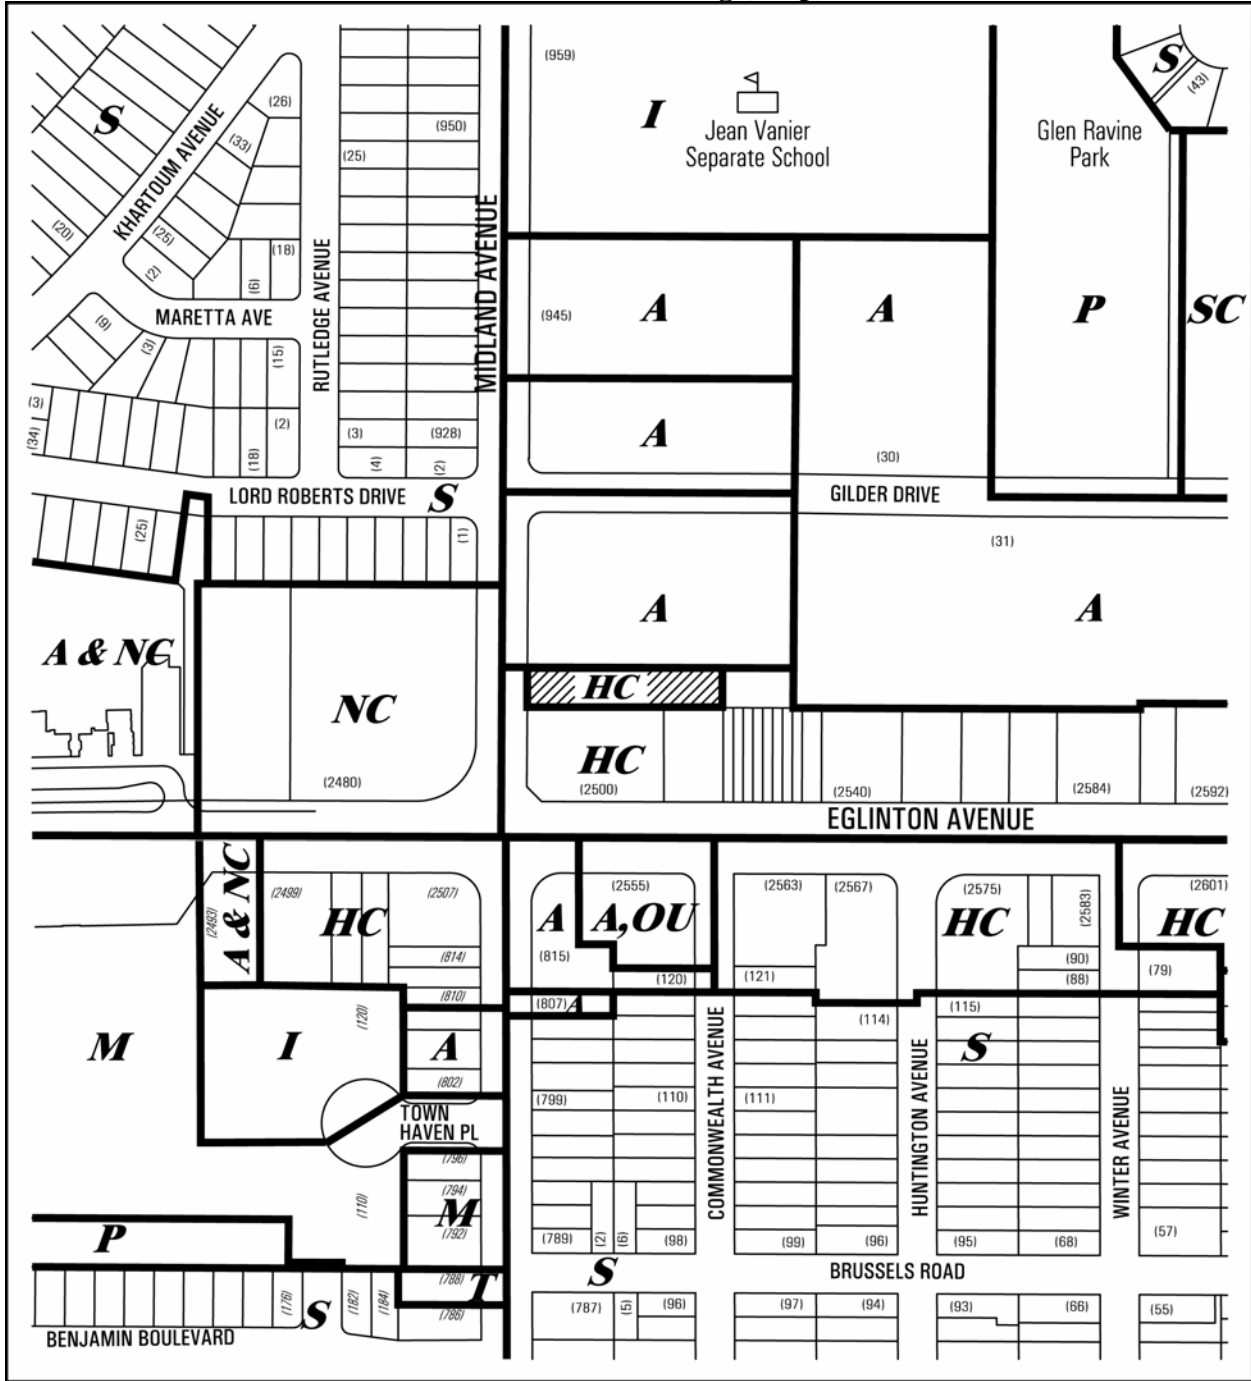 (959)
S
(43)
(26)
S
(950)
I
Jean Vanier
Separate School
Glen Ravine
Park
(33)
(25)
KHARTOUM AVENUE
(20)
(25)
(18)
(2)
(6)
MARETTA AVE
RUTLEDGE AVENUE
MIDLAND AVENUE
(945)
A
A
P
SC
(9)
(3)
(15)
(3)
(34)
(2)
(18)
(3)
(928)
(4)
(2)
A
(30)
LORD ROBERTS DRIVE
S
GILDER DRIVE
(25)
(1)
(31)
A
A
A & NC
NC
HC
HC
(2480)
(2500)
(2540)
(2584)
(2592)
EGLINTON AVENUE
A & NC
(2493)
(2499)
(2507)
HC
(2555)
A
A,OU
(2563)
(2567)
(2575)
HC
(2583)
(2601)
HC
(814)
(815)
(90)
(79)
(810)
(120)
(121)
(88)
(807)
A
(120)
(114)
(115)
M
I
A
S
(802)
(799)
(110)
(111)
COMMONWEALTH AVENUE
HUNTINGTON AVENUE
WINTER AVENUE
TOWN
HAVEN PL
(796)
(794)
(110)
M
(792)
P
(789)
(2)
(6)
(98)
(99)
(96)
(95)
(68)
(57)
S
BRUSSELS ROAD
(788)
T
(176)
S
(182)
(184)
(786)
(787)
(5)
(96)
(97)
(94)
(93)
(66)
(55)
BENJAMIN BOULEVARD